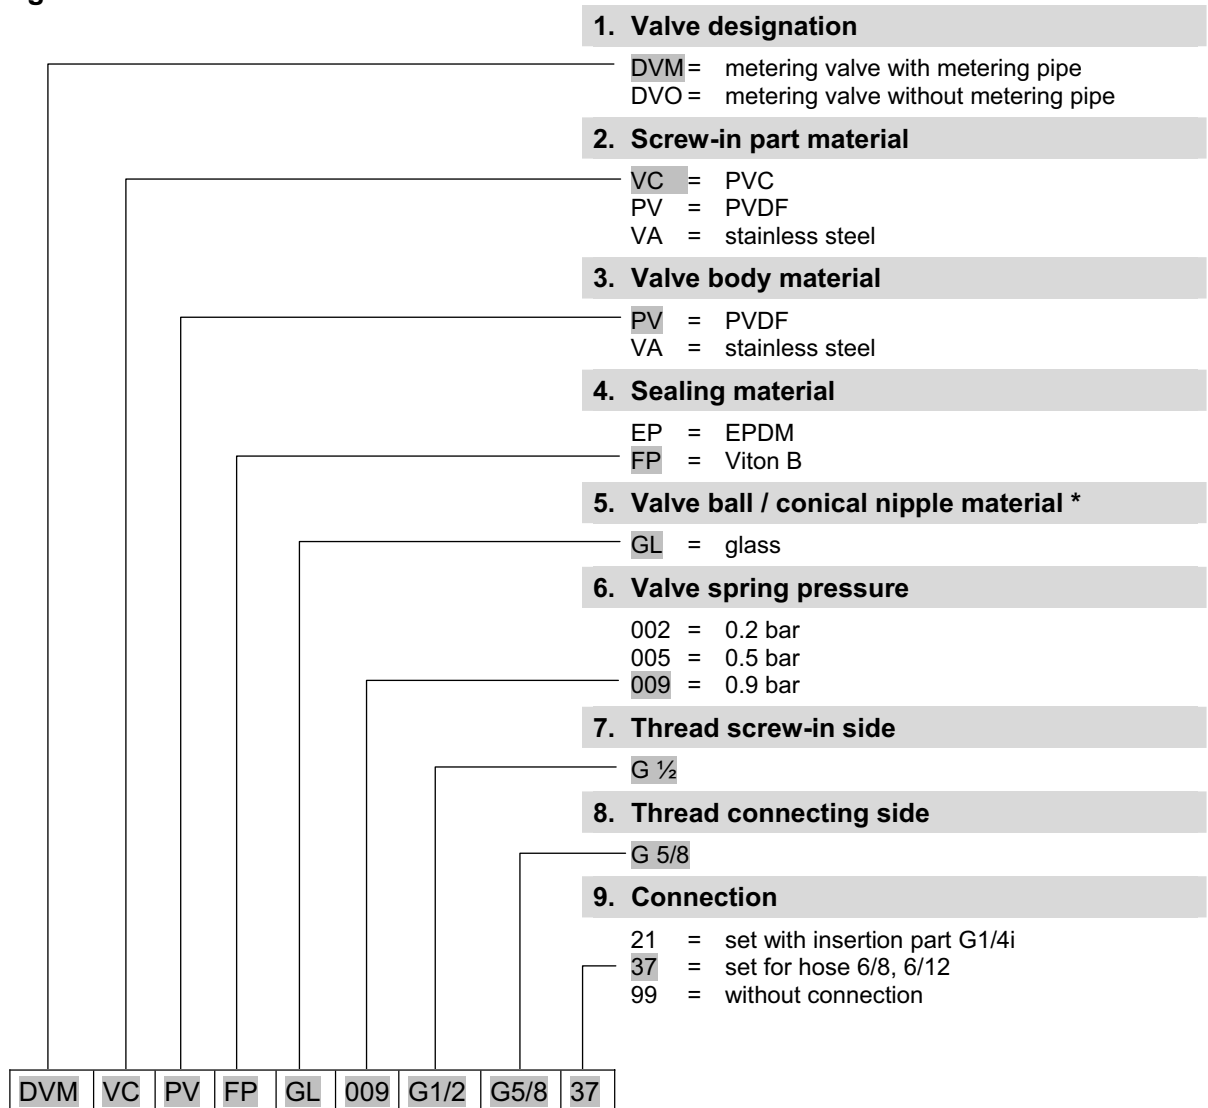 1. Valve designation
DVM = metering valve with metering pipe
DVO = metering valve without metering pipe
2. Screw-in part material
VC = PVC
PV = PVDF
VA = stainless steel
3. Valve body material
PV = PVDF
VA = stainless steel
4. Sealing material
EP = EPDM
FP = Viton B
5. Valve ball / conical nipple material *
GL = glass
6. Valve spring pressure
002 = 0.2 bar
005 = 0.5 bar
009 = 0.9 bar
7. Thread screw-in side
G ½
8. Thread connecting side
G 5/8
9. Connection
21 = set with insertion part G1/4i
37 = set for hose 6/8, 6/12
99 = without connection
DVM VC PV FP GL 009 G1/2 G5/8 37